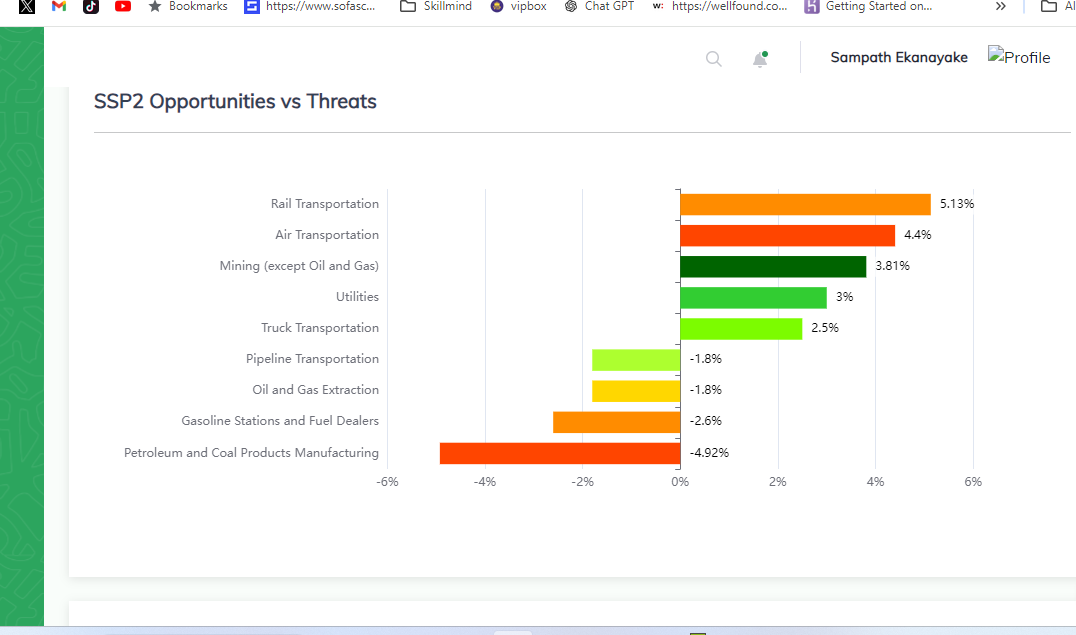 Bookmarks https://www.sofasc... Skillmind vipbox Chat GPT w: https://wellfound.co... Getting Started on... »
Sampath Ekanayake Profile
SSP2 Opportunities vs Threats
Rail Transportation 5.13%
Air Transportation 4.4%
Mining (except Oil and Gas) 3.81%
Utilities 3%
Truck Transportation 2.5%
Pipeline Transportation -1.8%
Oil and Gas Extraction -1.8%
Gasoline Stations and Fuel Dealers -2.6%
Petroleum and Coal Products Manufacturing -4.92%
-6% -4% -2% 0% 2% 4% 6%